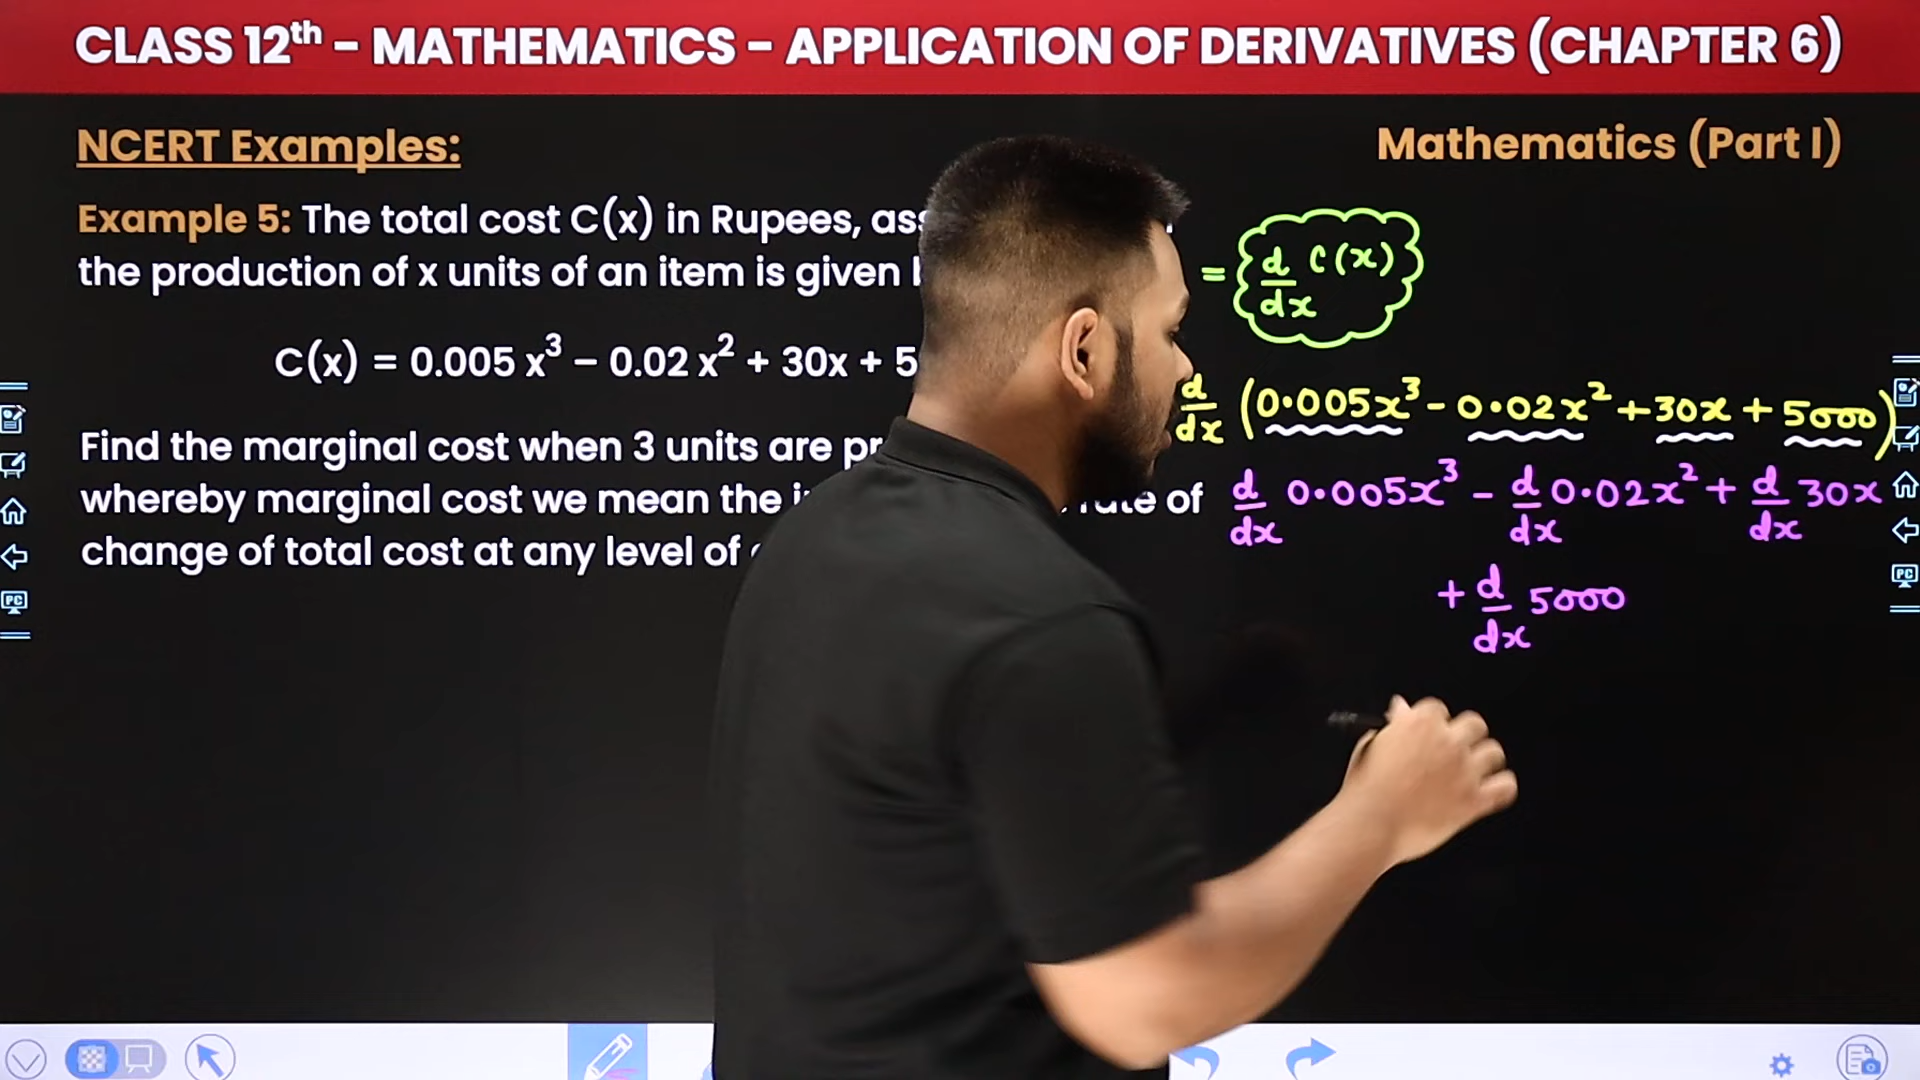 CLASS 12th – MATHEMATICS – APPLICATION OF DERIVATIVES (CHAPTER 6)
NCERT Examples:
Mathematics (Part I)
Example 5: The total cost C(x) in Rupees,
the production of x units of an item is given
C(x) = 0.005 x³ – 0.02 x² + 30x + 5
Find the marginal cost when 3 units are
whereby marginal cost we mean the of
change of total cost at any level of
= d/dx C(x)
d/dx (0.005x³ - 0.02x² + 30x + 5000)
d/dx 0.005x³ - d/dx 0.02x² + d/dx 30x
+ d/dx 5000
PC
PC